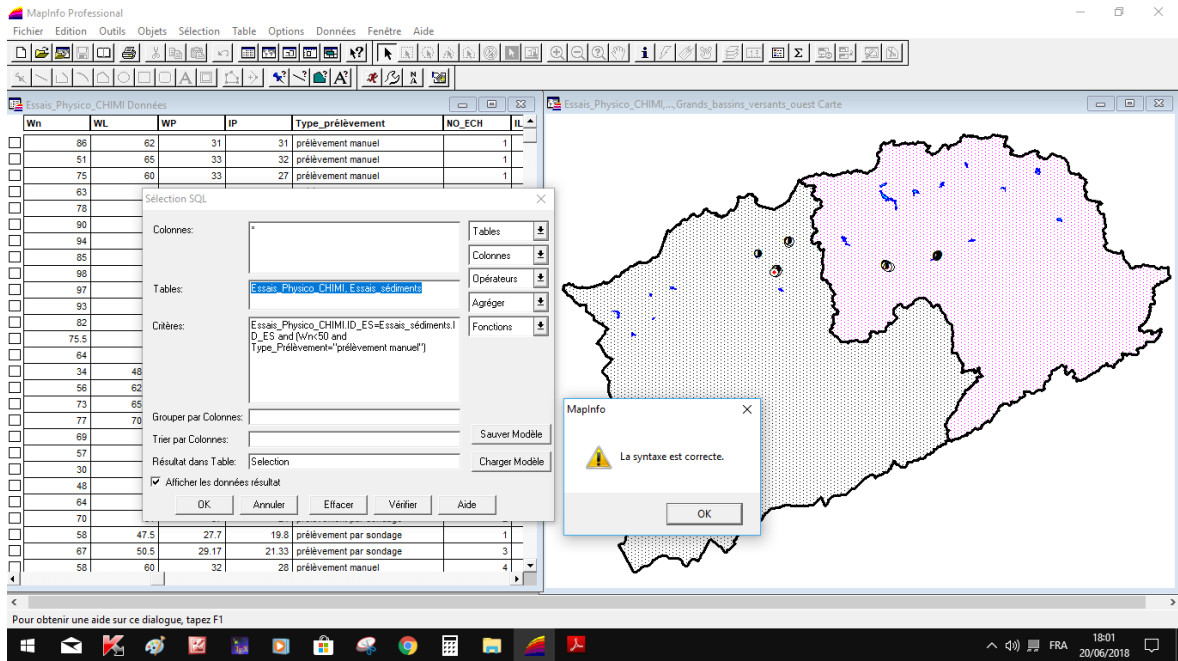 MapInfo Professional
Fichier Edition Outils Objets Sélection Table Options Données Fenêtre Aide
Essais_Physico_CHIMI Données
Wn WL WP IP Type_prélèvement NO_ECH IL
86 62 31 31 prélèvement manuel 1
51 65 33 32 prélèvement manuel 1
75 60 33 27 prélèvement manuel 1
63
78
90
94
85
98
97
93
82
75.5
64
34 48
56 62
73 65
77 70
69
57
30
48
64
70
58 47.5 27.7 19.8 prélèvement par sondage 1
67 50.5 29.17 21.33 prélèvement par sondage 3
58 60 32 28 prélèvement manuel 4
Sélection SQL
Colonnes:
Tables
Colonnes
Opérateurs
Tables: Essais_Physico_CHIMI, Essais_sédiments
Agréger
Critères: Essais_Physico_CHIMI.ID_ES=Essais_sédiments.I
D_ES and (Wn<50 and
Type_Prélèvement="prélèvement manuel")
Fonctions
Grouper par Colonnes:
Trier par Colonnes:
Sauver Modèle
Résultat dans Table: Selection
Charger Modèle
Afficher les données résultat
OK Annuler Effacer Vérifier Aide
Essais_Physico_CHIMI,...,Grands_bassins_versants_ouest Carte
MapInfo
La syntaxe est correcte.
OK
Pour obtenir une aide sur ce dialogue, tapez F1
FRA
18:01
20/06/2018